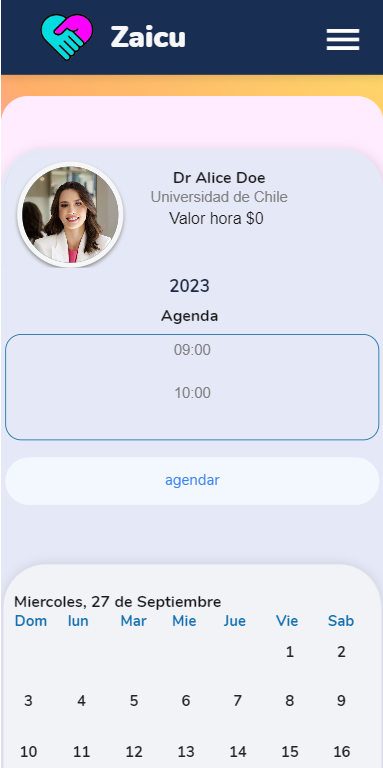 Zaicu
Dr Alice Doe
Universidad de Chile
Valor hora $0
2023
Agenda
09:00
10:00
agendar
Miercoles, 27 de Septiembre
Dom lun Mar Mie Jue Vie Sab
1 2
3 4 5 6 7 8 9
10 11 12 13 14 15 16